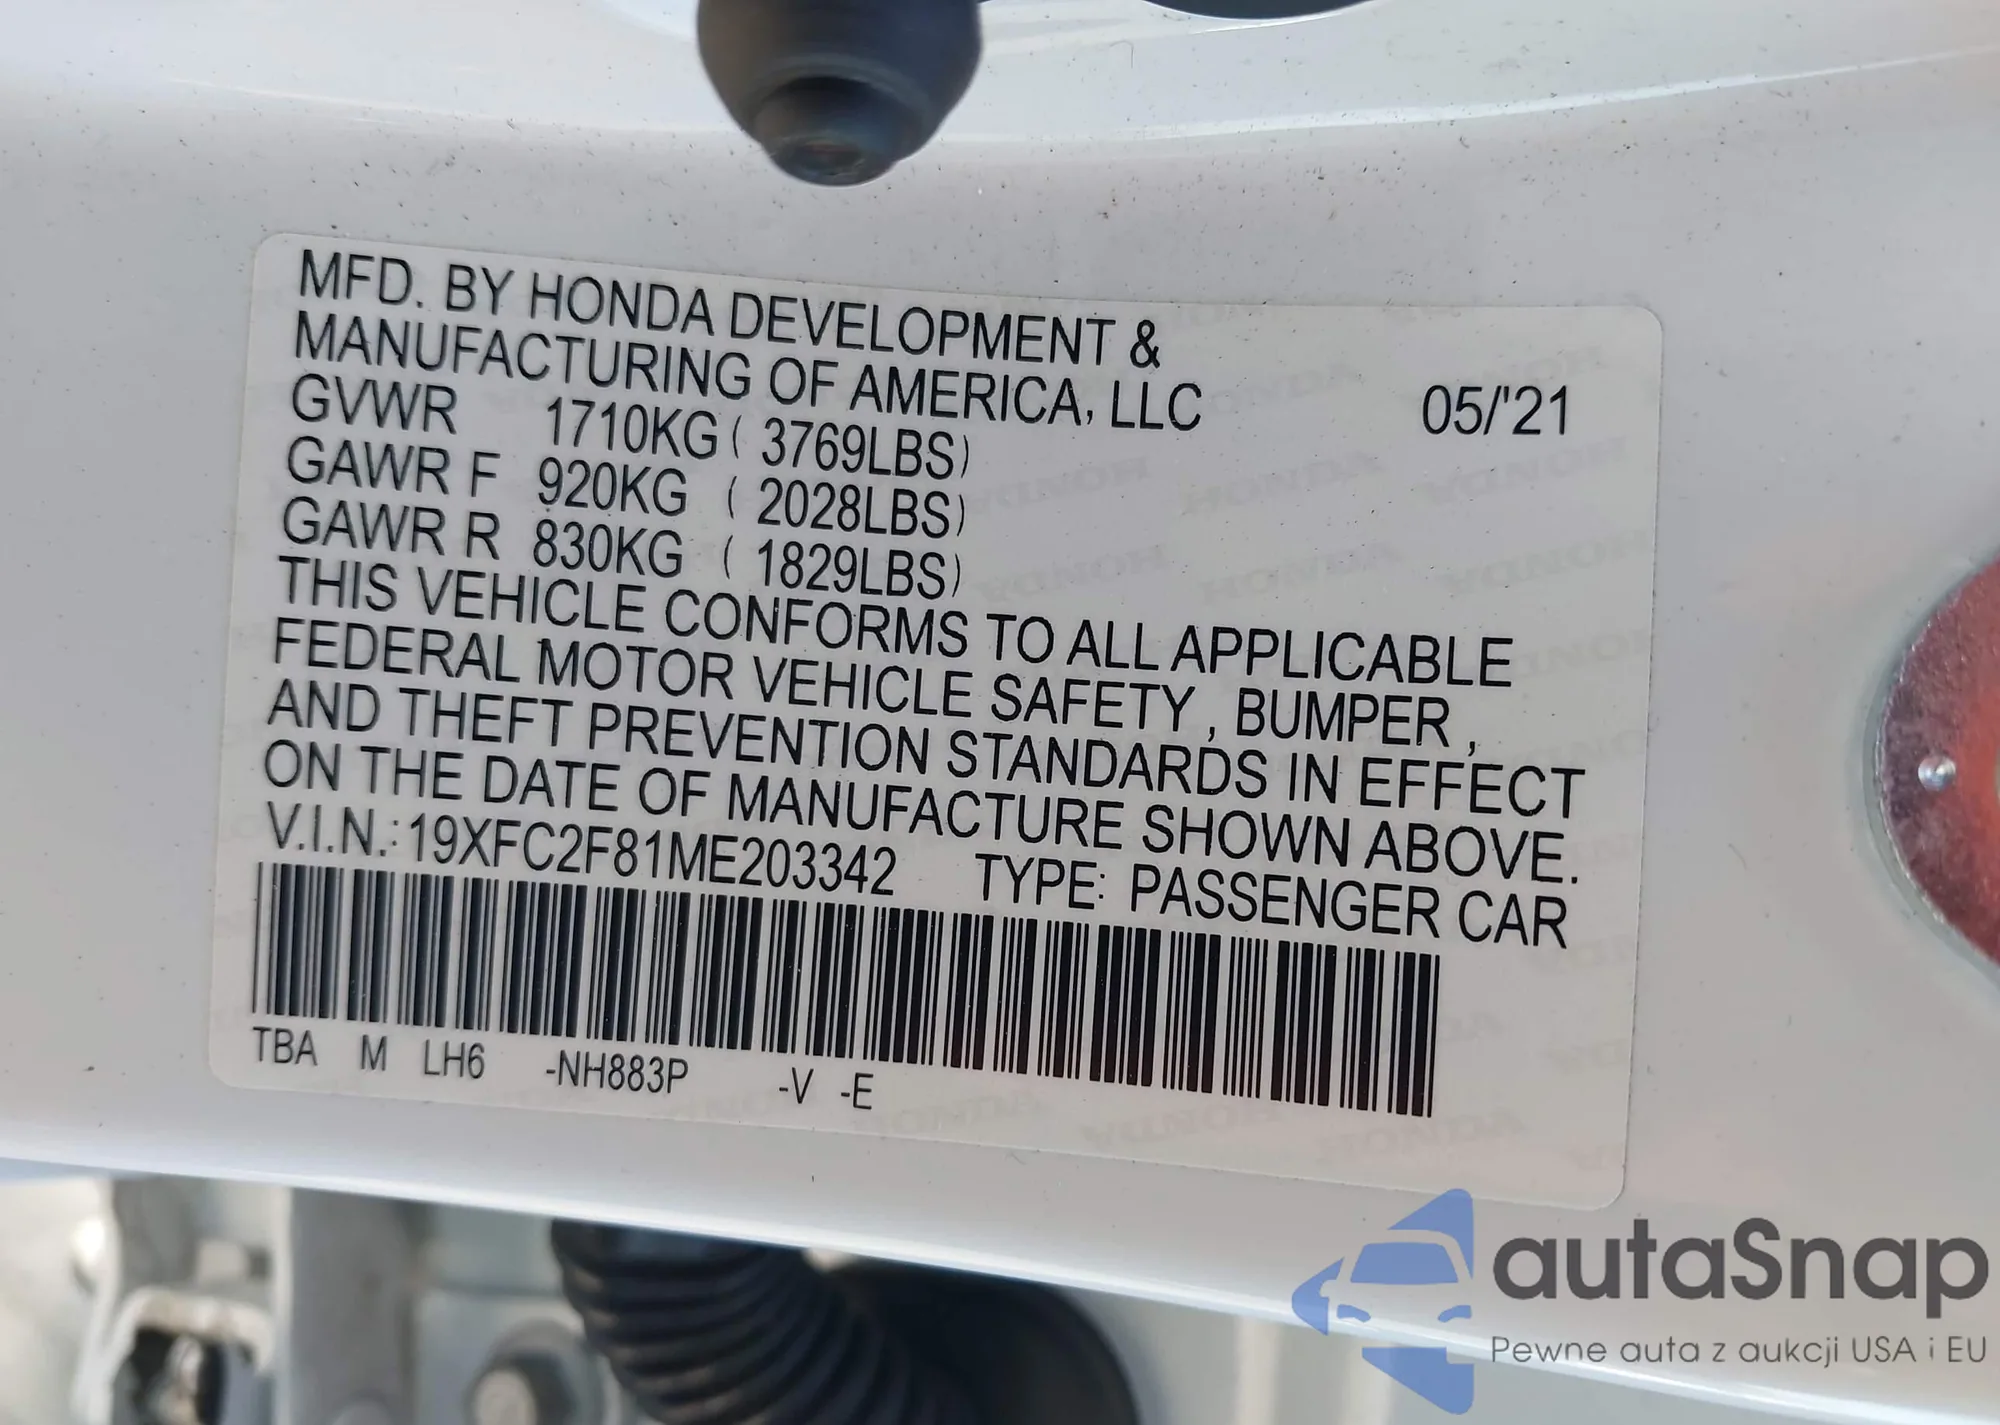 MFD. BY HONDA DEVELOPMENT &
MANUFACTURING OF AMERICA, LLC 05/'21
GVWR 1710KG ( 3769LBS)
GAWR F 920KG ( 2028LBS)
GAWR R 830KG ( 1829LBS)
THIS VEHICLE CONFORMS TO ALL APPLICABLE
FEDERAL MOTOR VEHICLE SAFETY , BUMPER ,
AND THEFT PREVENTION STANDARDS IN EFFECT
ON THE DATE OF MANUFACTURE SHOWN ABOVE.
V.I.N.: 19XFC2F81ME203342 TYPE: PASSENGER CAR
TBA M LH6 -NH883P -V -E
autaSnap
Pewne auta z aukcji USA i EU